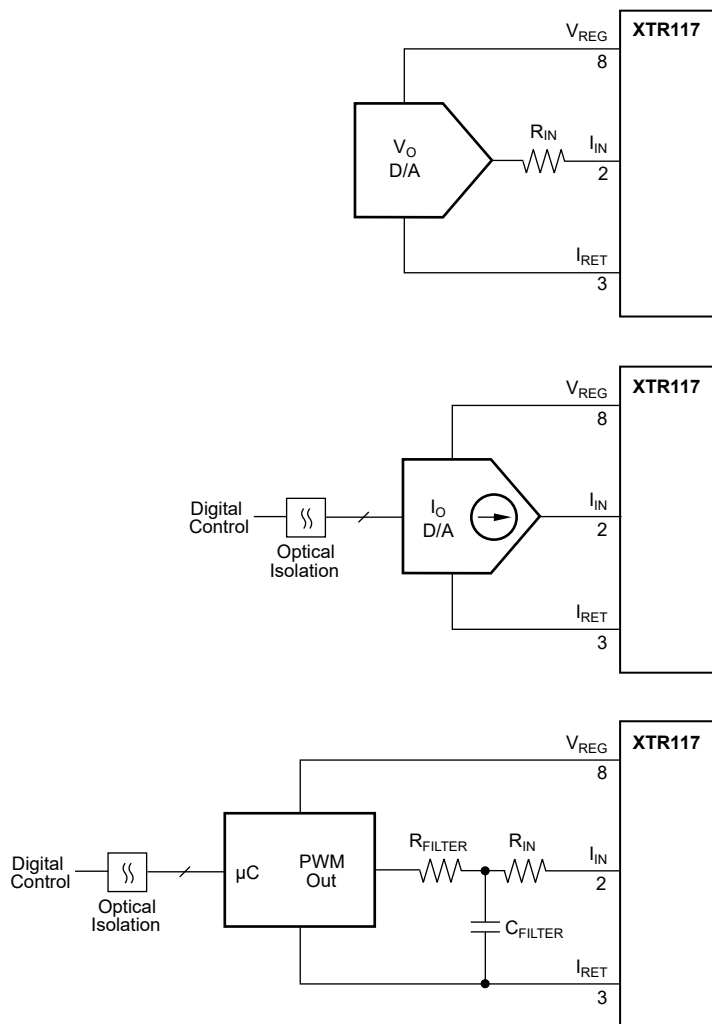 V_REG XTR117
8
V_O
D/A
R_IN
I_IN
2
I_RET
3
V_REG XTR117
8
Digital
Control
Optical
Isolation
I_O
D/A
I_IN
2
I_RET
3
V_REG XTR117
8
Digital
Control
Optical
Isolation
µC
PWM
Out
R_FILTER
R_IN
I_IN
2
C_FILTER
I_RET
3